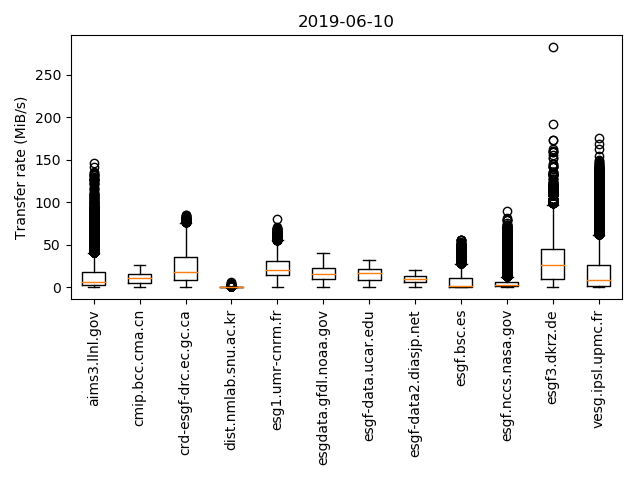 2019-06-10
Transfer rate (MiB/s)
250
200
150
100
50
0
aims3.llnl.gov
cmip.bcc.cma.cn
crd-esgf-drc.ec.gc.ca
dist.nmlab.snu.ac.kr
esg1.umr-cnrm.fr
esgdata.gfdl.noaa.gov
esgf-data.ucar.edu
esgf-data2.diasjp.net
esgf.bsc.es
esgf.nccs.nasa.gov
esgf3.dkrz.de
vesg.ipsl.upmc.fr